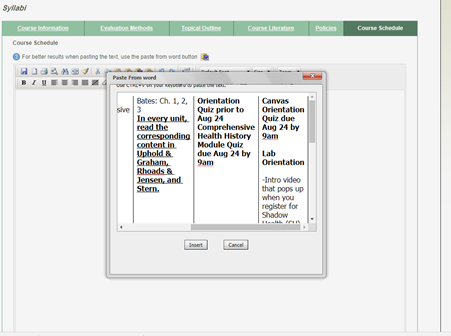 Syllabi
Course Information
Evaluation Methods
Topical Outline
Course Literature
Policies
Course Schedule
Course Schedule
For better results when pasting the text, use the paste from word button
Paste From word
Use CTRL+V on your keyboard to paste the text.
sive
Bates: Ch. 1, 2,
3
In every unit,
read the
corresponding
content in
Uphold &
Graham,
Rhoads &
Jensen, and
Stern.
Orientation
Quiz prior to
Aug 24
Comprehensive
Health History
Module Quiz
due Aug 24 by
9am
Canvas
Orientation
Quiz due
Aug 24 by
9am
Lab
Orientation
-Intro video
that pops up
when you
register for
Shadow
Health (CU)
Insert
Cancel